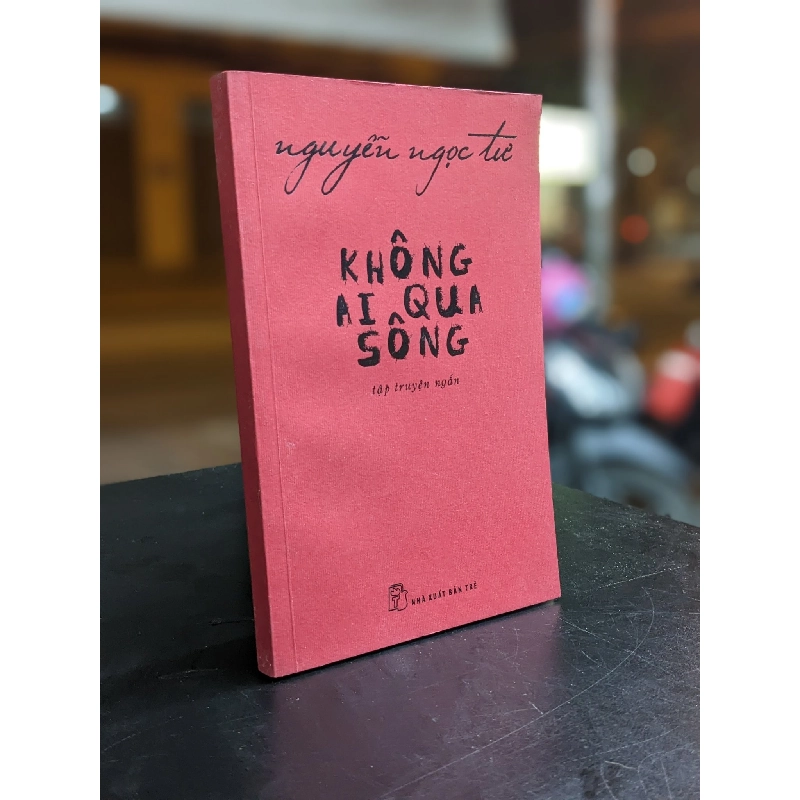 nguyễn ngọc tư
KHÔNG
AI QUA
SÔNG
tập truyện ngắn
NHÀ XUẤT BẢN TRẺ